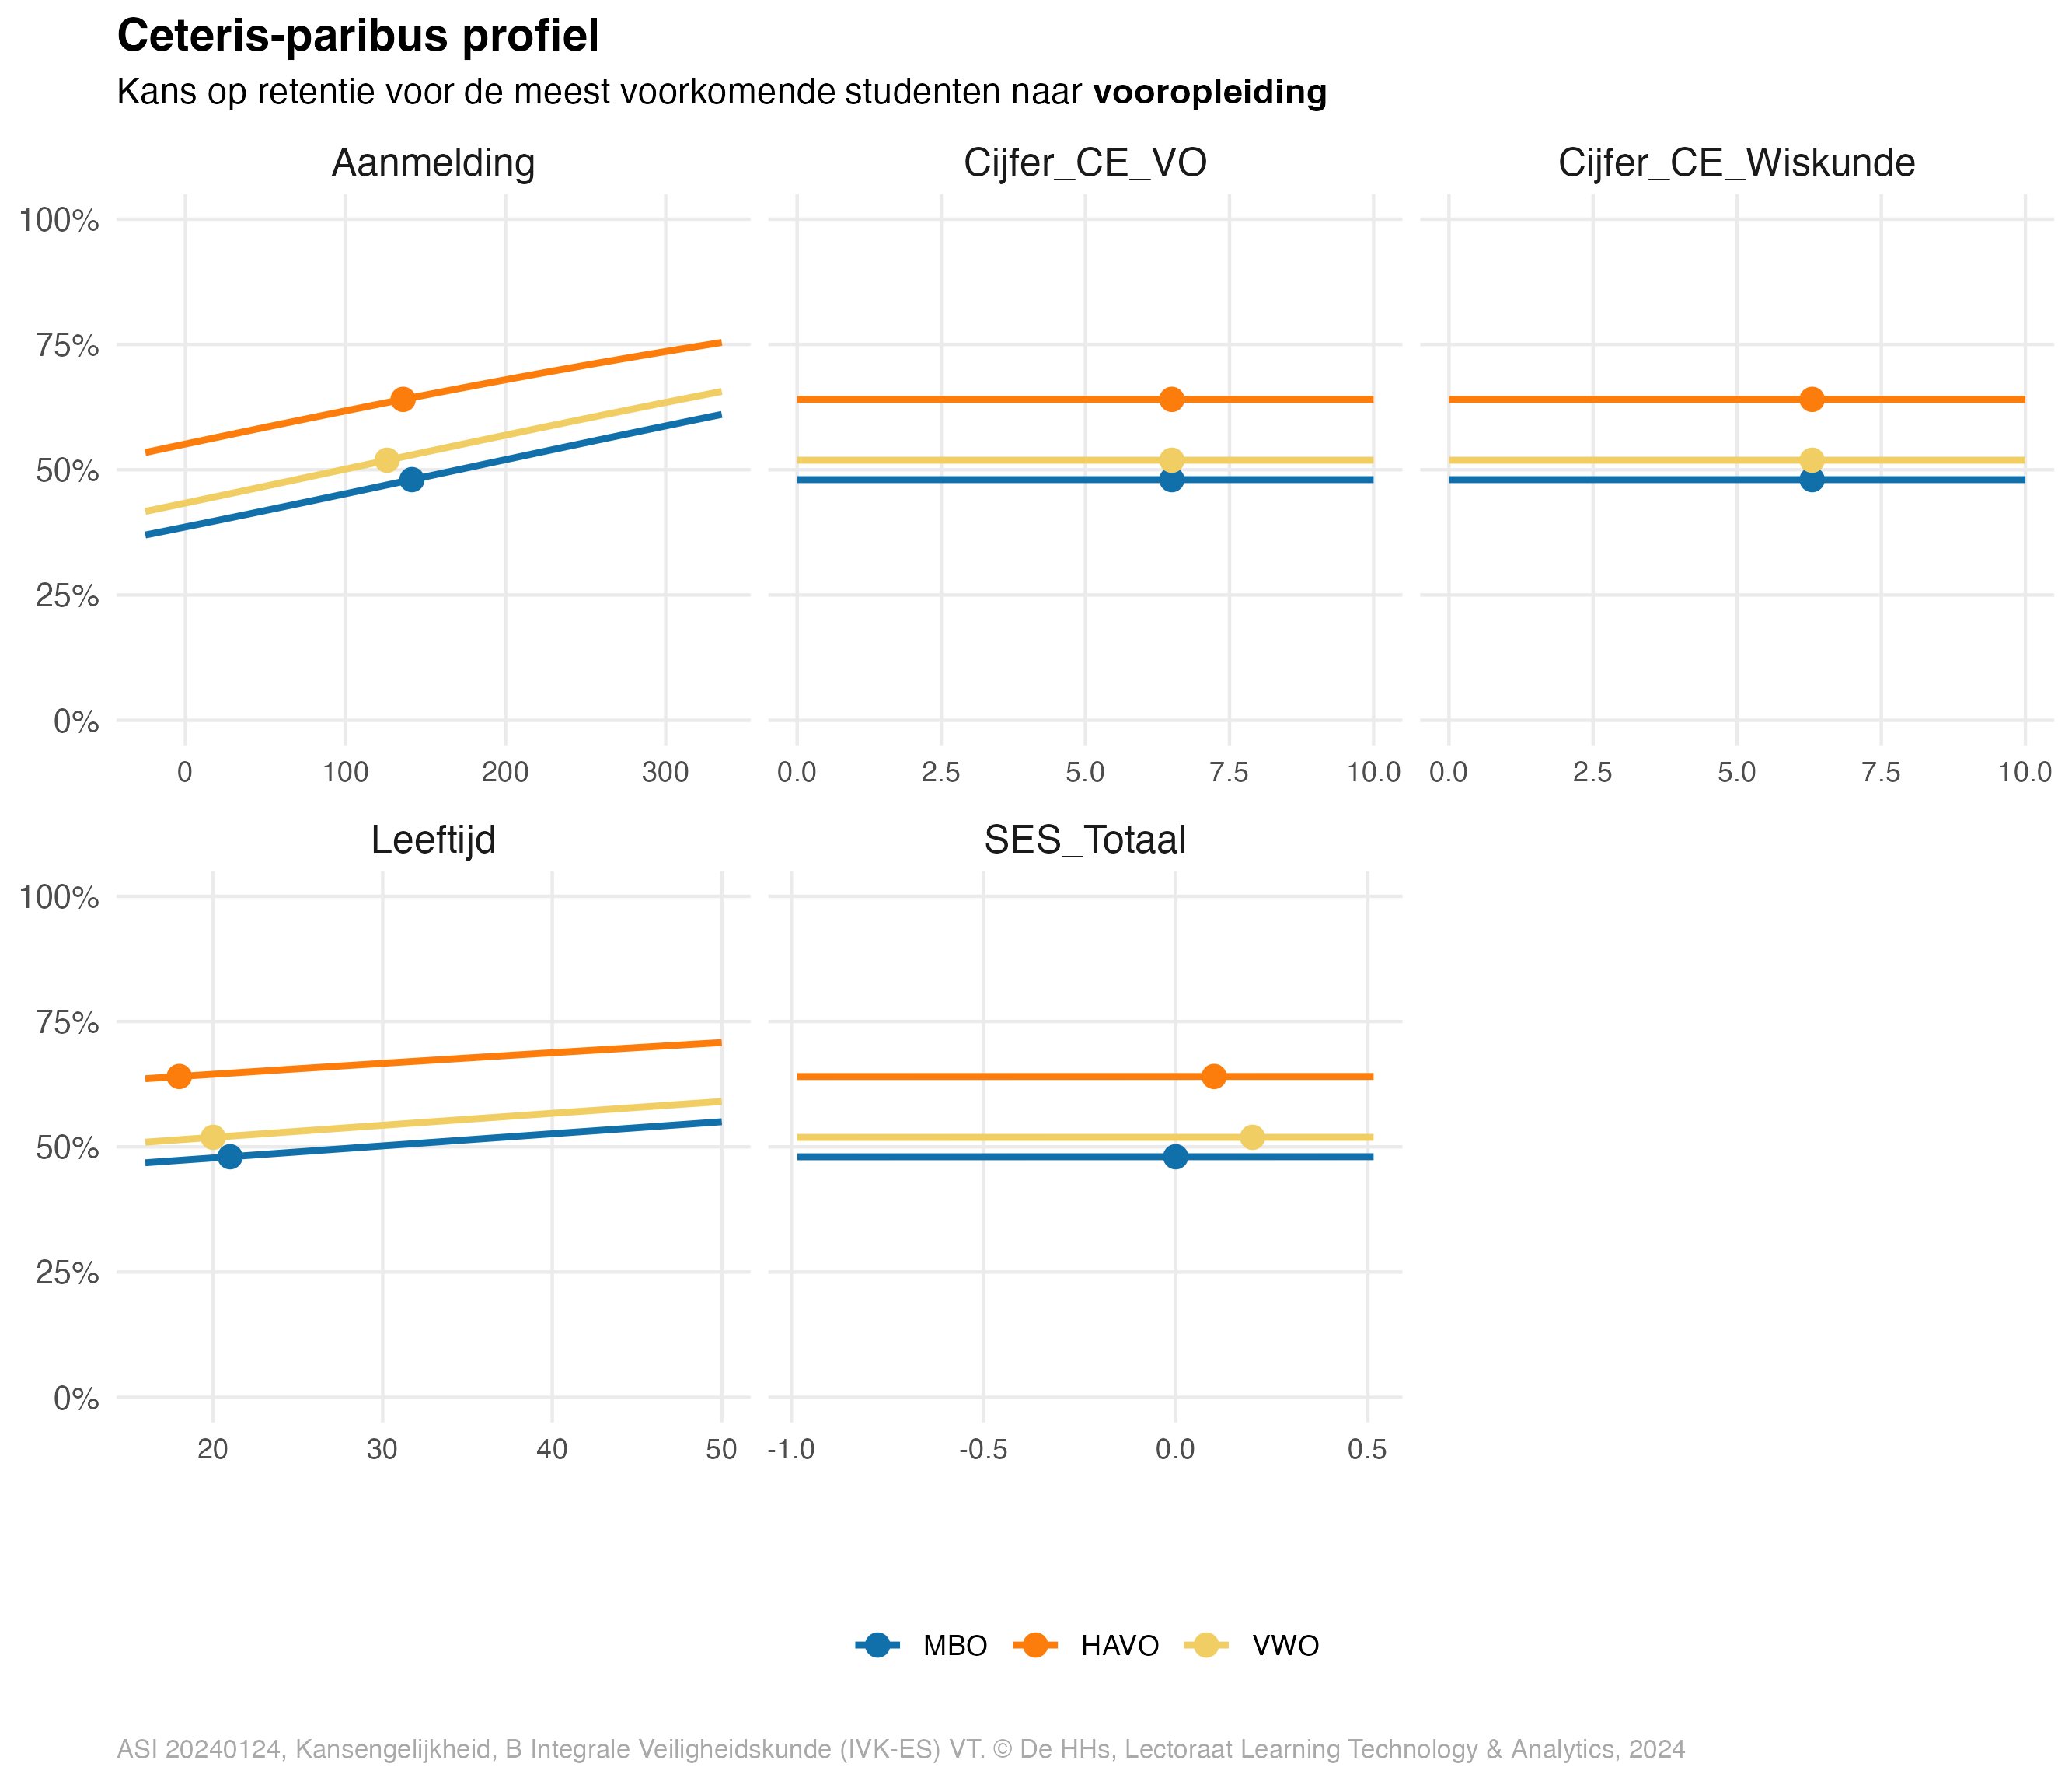 Ceteris-paribus profiel
Kans op retentie voor de meest voorkomende studenten naar vooropleiding
Aanmelding
Cijfer_CE_VO
Cijfer_CE_Wiskunde
100%
75%
50%
25%
0%
0 100 200 300
0.0 2.5 5.0 7.5 10.0
0.0 2.5 5.0 7.5 10.0
Leeftijd
SES_Totaal
100%
75%
50%
25%
0%
20 30 40 50
-1.0 -0.5 0.0 0.5
MBO HAVO VWO
ASI 20240124, Kansengelijkheid, B Integrale Veiligheidskunde (IVK-ES) VT. © De HHs, Lectoraat Learning Technology & Analytics, 2024